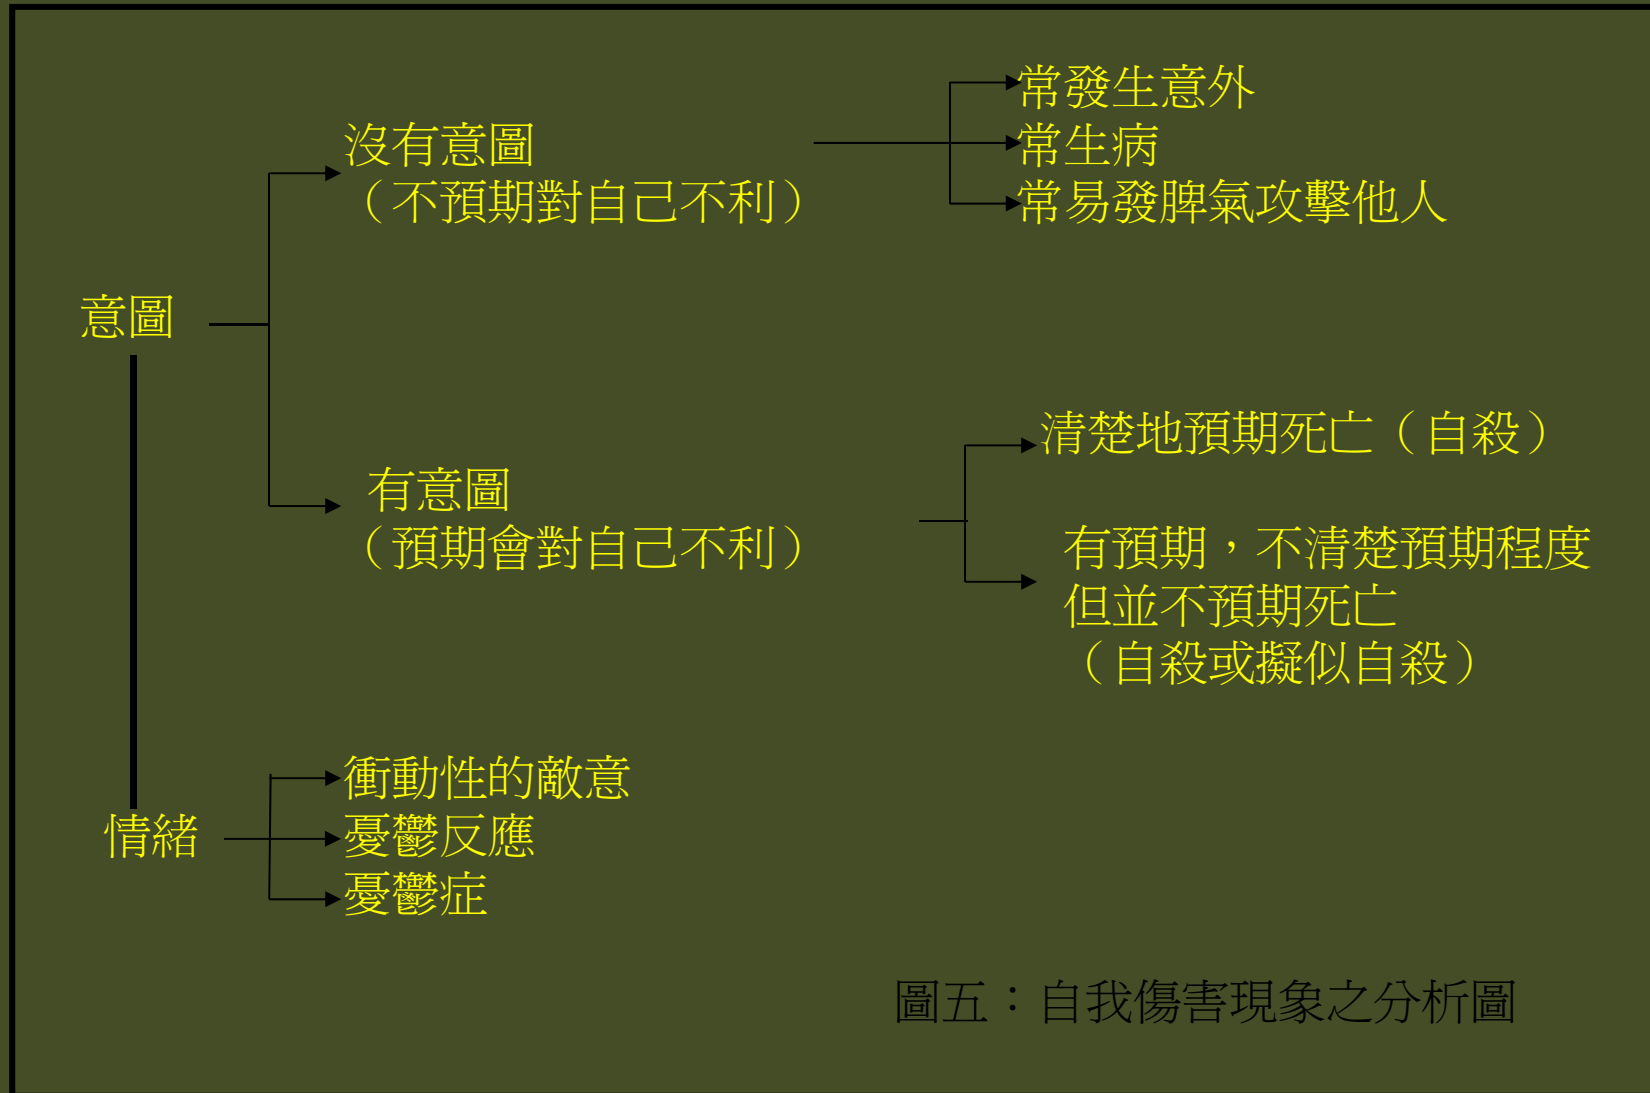 常發生意外
沒有意圖
常生病
（不預期對自己不利）
常易發脾氣攻擊他人
意圖
清楚地預期死亡（自殺）
有意圖
（預期會對自己不利）
有預期，不清楚預期程度
但並不預期死亡
（自殺或擬似自殺）
衝動性的敵意
情緒
憂鬱反應
憂鬱症
圖五：自我傷害現象之分析圖